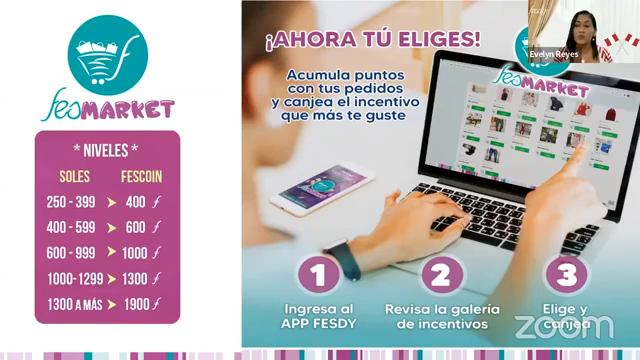 fesMARKET
* NIVELES *
SOLES FESCOIN
250 - 399 ➤ 400 f
400 - 599 ➤ 600 f
600 - 999 ➤ 1000 f
1000-1299 ➤ 1300 f
1300 A MÁS ➤ 1900 f
¡AHORA TÚ ELIGES!
Acumula puntos
con tus pedidos
y canjea el incentivo
que más te guste
Evelyn Reyes
fesMARKET
1
Ingresa al
APP FESDY
2
Revisa la galería
de incentivos
3
Elige y
canjea
zoom